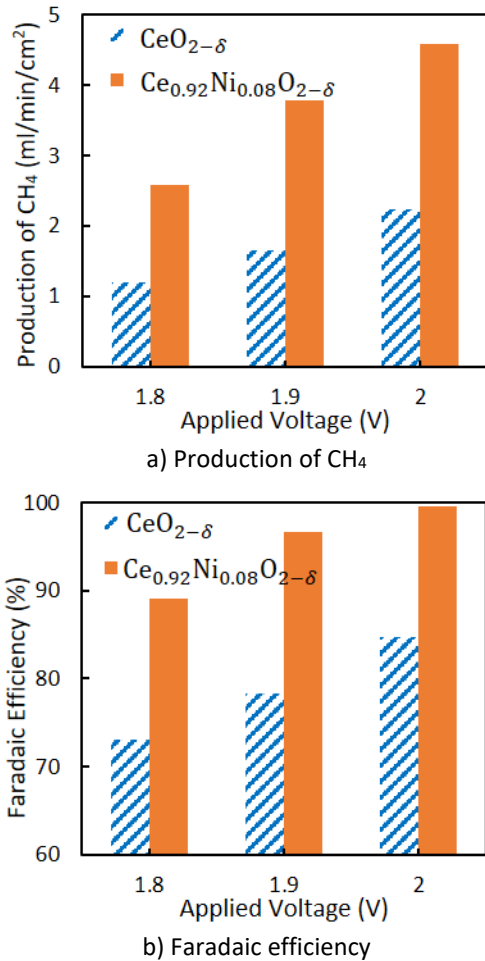 5
4
3
2
1
0
Production of CH₄ (ml/min/cm²)
CeO₂₋δ
Ce₀.₉₂Ni₀.₀₈O₂₋δ
1.8 1.9 2
Applied Voltage (V)
a) Production of CH₄
100
90
80
70
60
Faradaic Efficiency (%)
CeO₂₋δ
Ce₀.₉₂Ni₀.₀₈O₂₋δ
1.8 1.9 2
Applied Voltage (V)
b) Faradaic efficiency